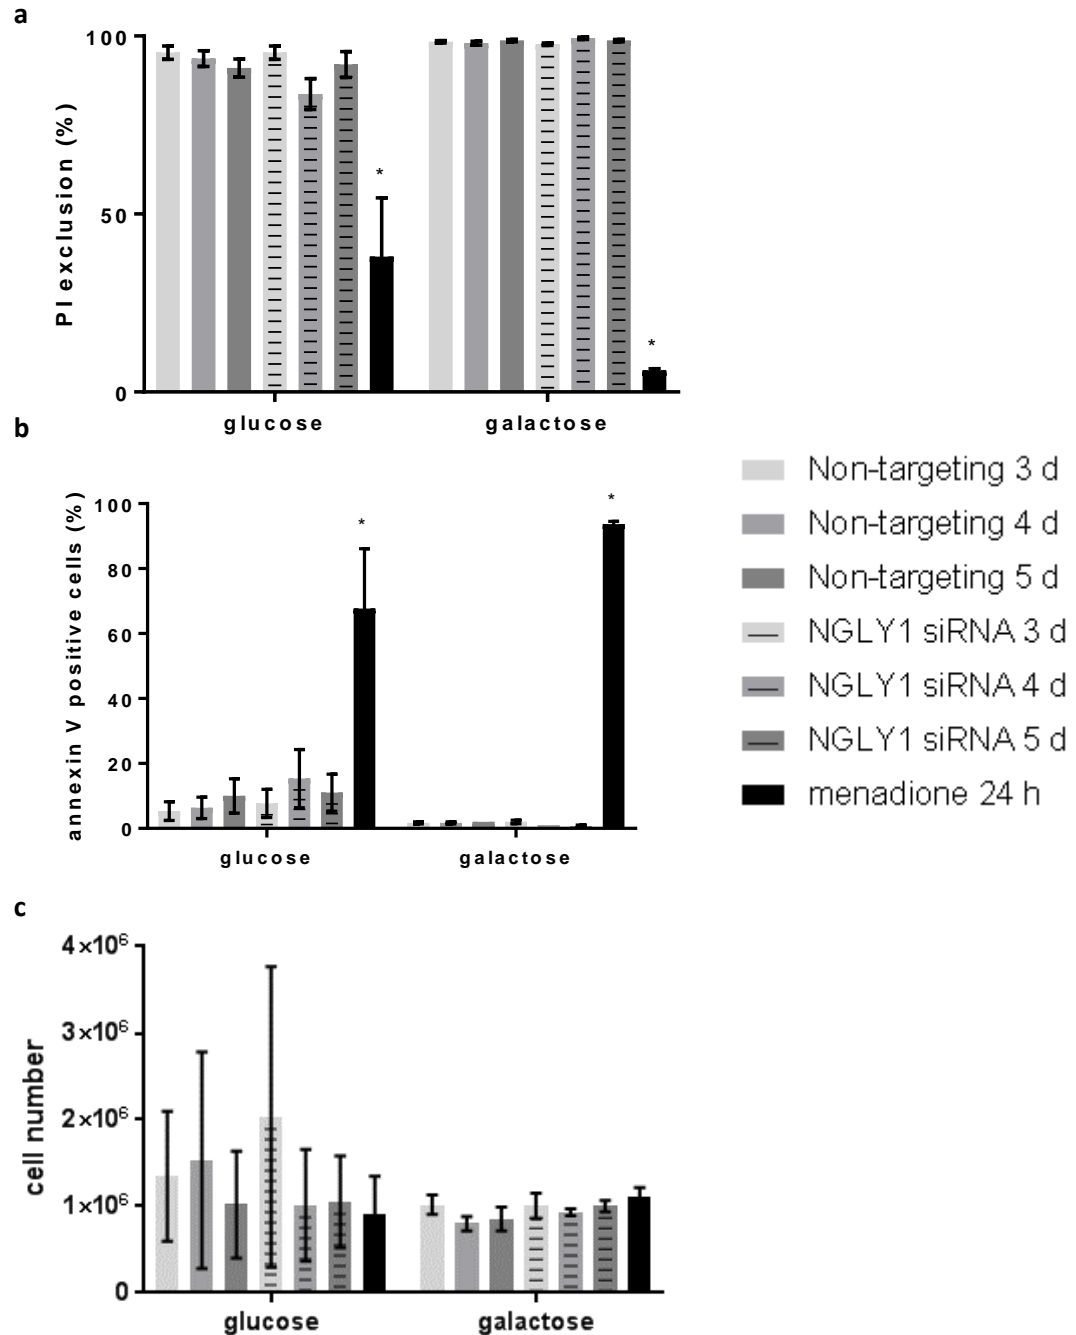 a
100
50
0
PI exclusion (%)
*
*
glucose
galactose
b
100
80
60
40
20
0
annexin V positive cells (%)
*
*
glucose
galactose
Non-targeting 3 d
Non-targeting 4 d
Non-targeting 5 d
NGLY1 siRNA 3 d
NGLY1 siRNA 4 d
NGLY1 siRNA 5 d
menadione 24 h
c
4×10⁶
3×10⁶
2×10⁶
1×10⁶
0
cell number
glucose
galactose